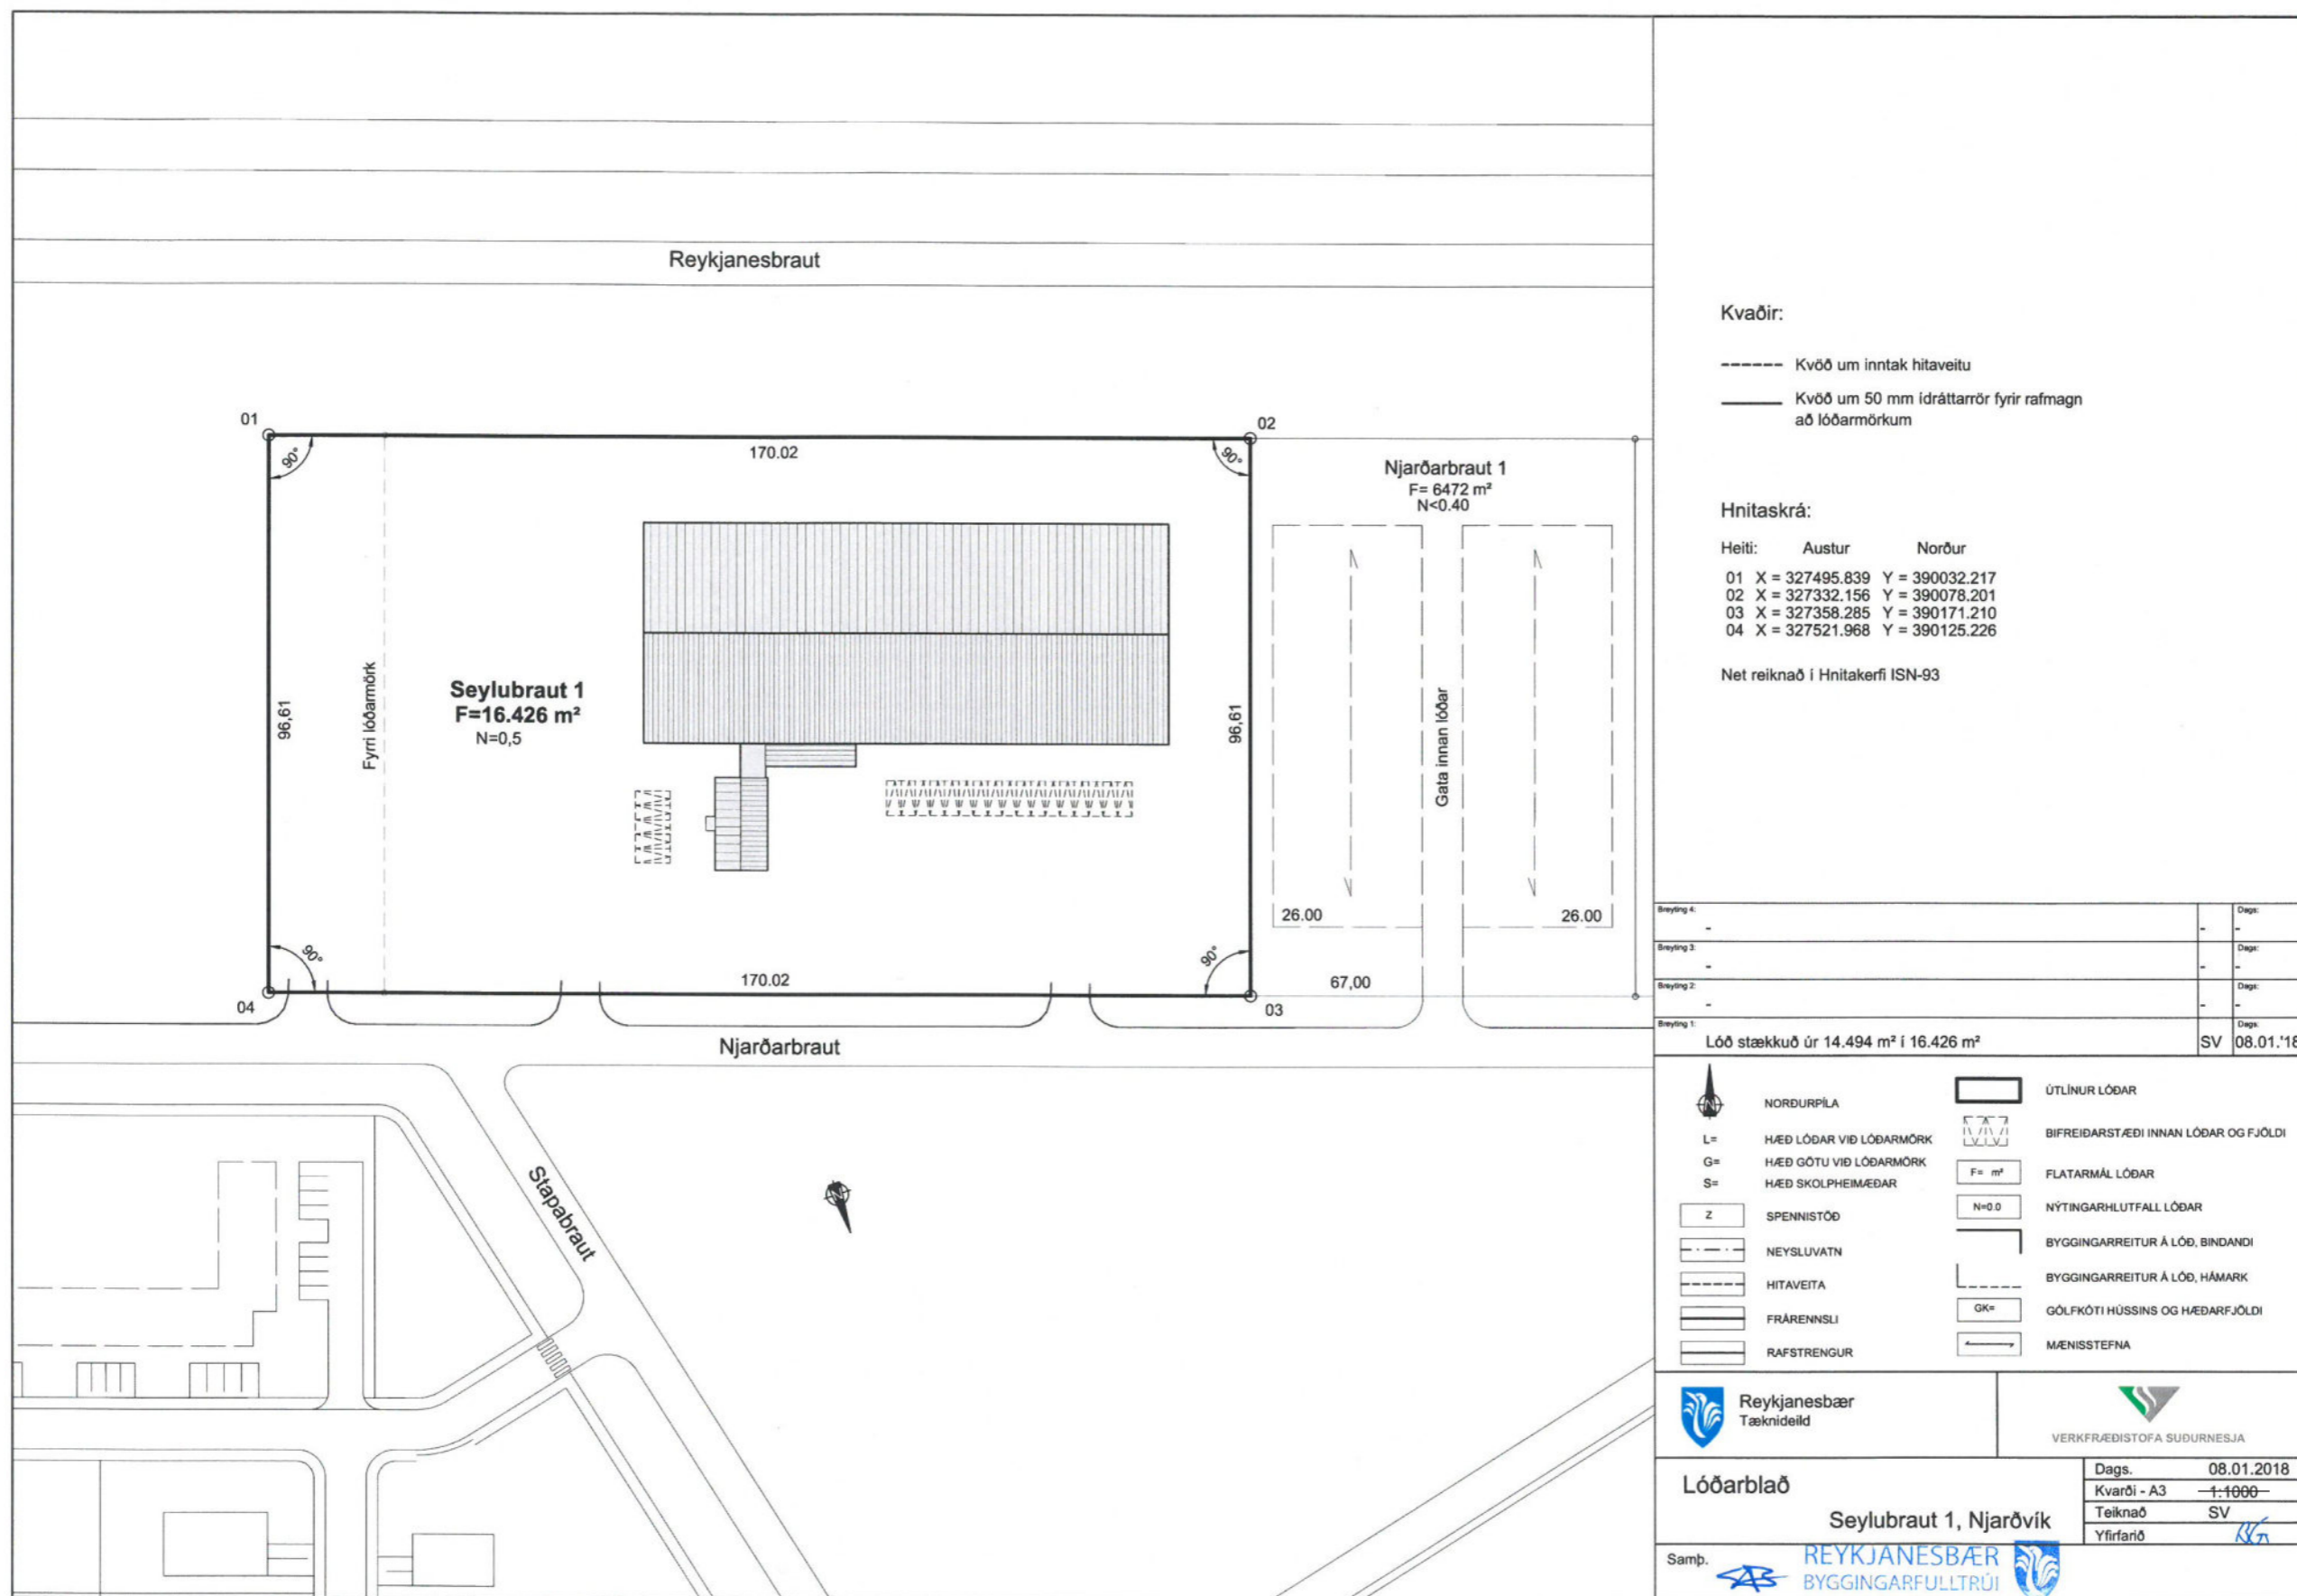 Reykjanesbraut
01
02
90°
170.02
90°
Njarðarbraut 1
F= 6472 m²
N<0.40
Fyrri lóðarmörk
96,61
Seylubraut 1
F=16.426 m²
N=0,5
96,61
Gata innan lóðar
26.00
26.00
90°
170.02
90°
67,00
04
03
Njarðarbraut
Stapabraut
N
Kvaðir:
Kvöð um inntak hitaveitu
Kvöð um 50 mm ídráttarrör fyrir rafmagn
að lóðarmörkum
Hnitaskrá:
Heiti: Austur Norður
01 X = 327495.839 Y = 390032.217
02 X = 327332.156 Y = 390078.201
03 X = 327358.285 Y = 390171.210
04 X = 327521.968 Y = 390125.226
Net reiknað í Hnitakerfi ISN-93
Breyting 4: Dags:
- - -
Breyting 3: Dags:
- - -
Breyting 2: Dags:
- - -
Breyting 1: Dags:
Lóð stækkuð úr 14.494 m² í 16.426 m² SV 08.01.'18
N NORÐURPÍLA
L= HÆÐ LÓÐAR VIÐ LÓÐARMÖRK
G= HÆÐ GÖTU VIÐ LÓÐARMÖRK
S= HÆÐ SKOLPHEIMÆÐAR
Z SPENNISTÖÐ
NEYSLUVATN
HITAVEITA
FRÁRENNSLI
RAFSTRENGUR
ÚTLÍNUR LÓÐAR
BIFREIÐARSTÆÐI INNAN LÓÐAR OG FJÖLDI
F= m² FLATARMÁL LÓÐAR
N=0.0 NÝTINGARHLUTFALL LÓÐAR
BYGGINGARREITUR Á LÓÐ, BINDANDI
BYGGINGARREITUR Á LÓÐ, HÁMARK
GK= GÓLFKÓTI HÚSSINS OG HÆÐARFJÖLDI
MÆNISSTEFNA
Reykjanesbær
Tæknideild
VERKFRÆÐISTOFA SUÐURNESJA
Lóðarblað
Seylubraut 1, Njarðvík
Dags. 08.01.2018
Kvarði - A3 1:1000
Teiknað SV
Yfirfarið
Samþ.
REYKJANESBÆR
BYGGINGARFULLTRÚI